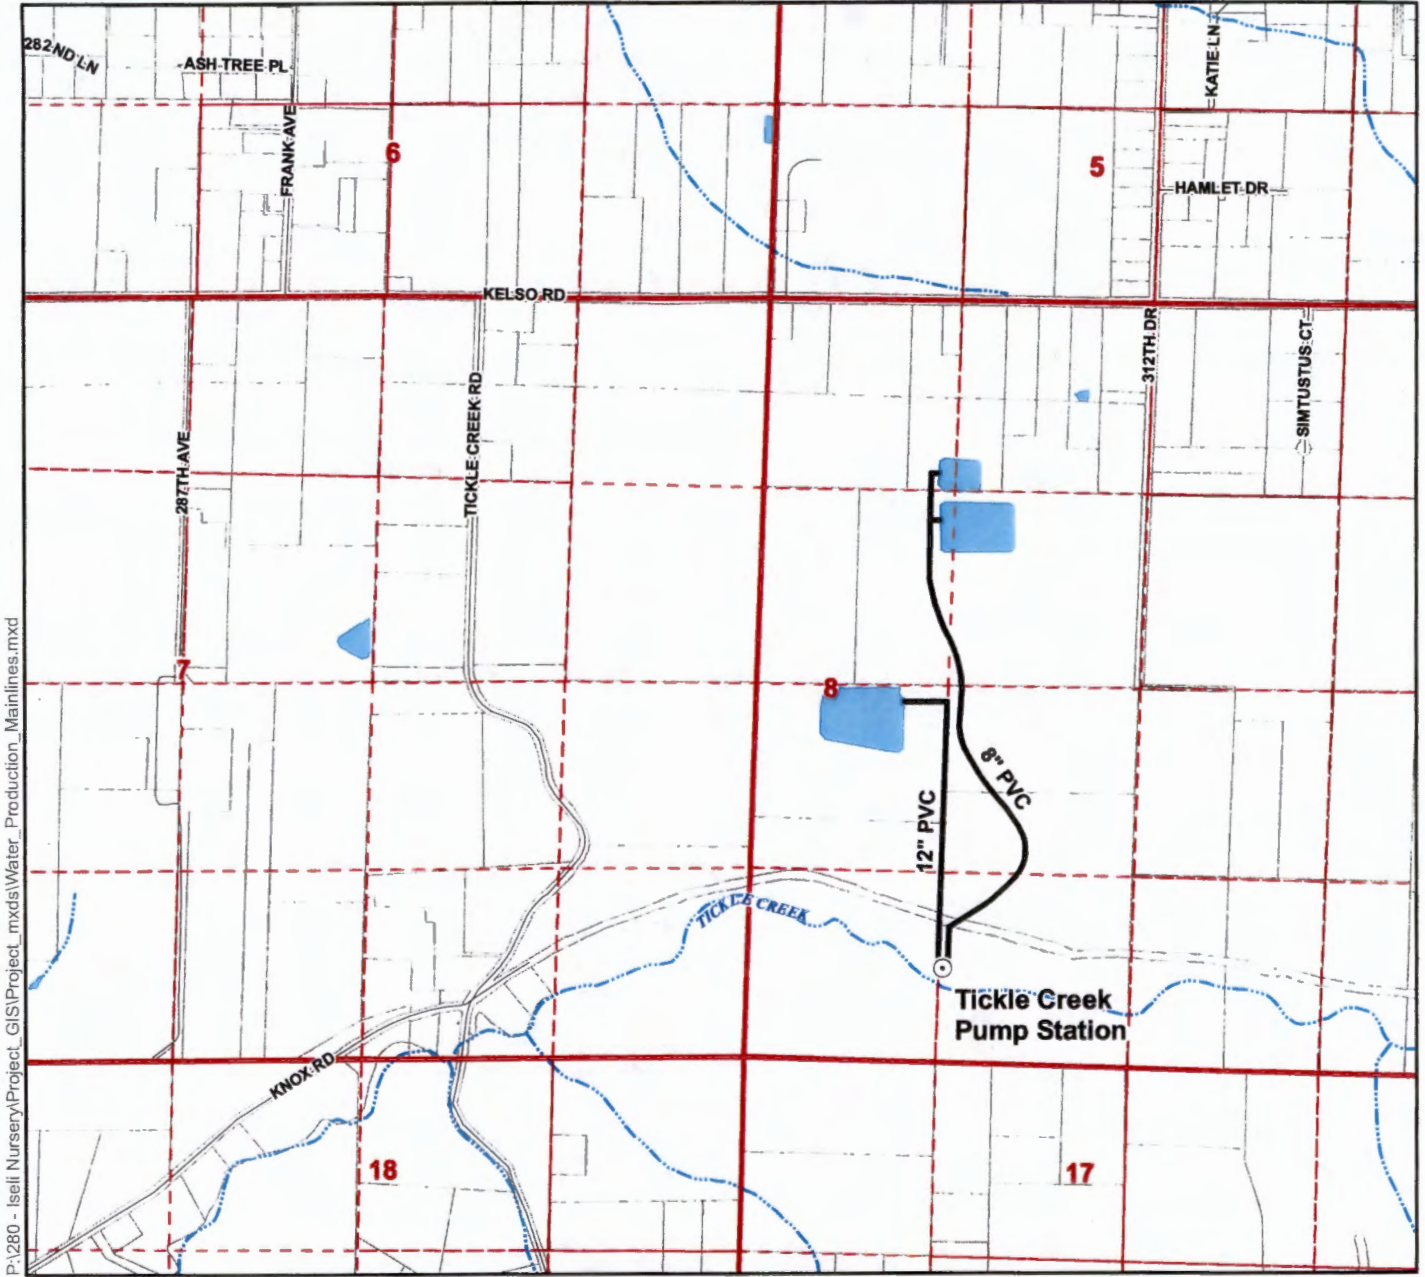 282 ND LN
ASH TREE PL
KATIE LN
FRANK AVE
6
5
HAMLET DR
KELSO RD
312TH DR
SIMTUSTUS CT
TICKLE CREEK RD
287TH AVE
7
8
8" PVC
12" PVC
TICKLE CREEK
Tickle Creek
Pump Station
KNOX RD
18
17
P:\280 - Iseli Nursery\Project_GIS\Project_mxds\Water_Production_Mainlines.mxd